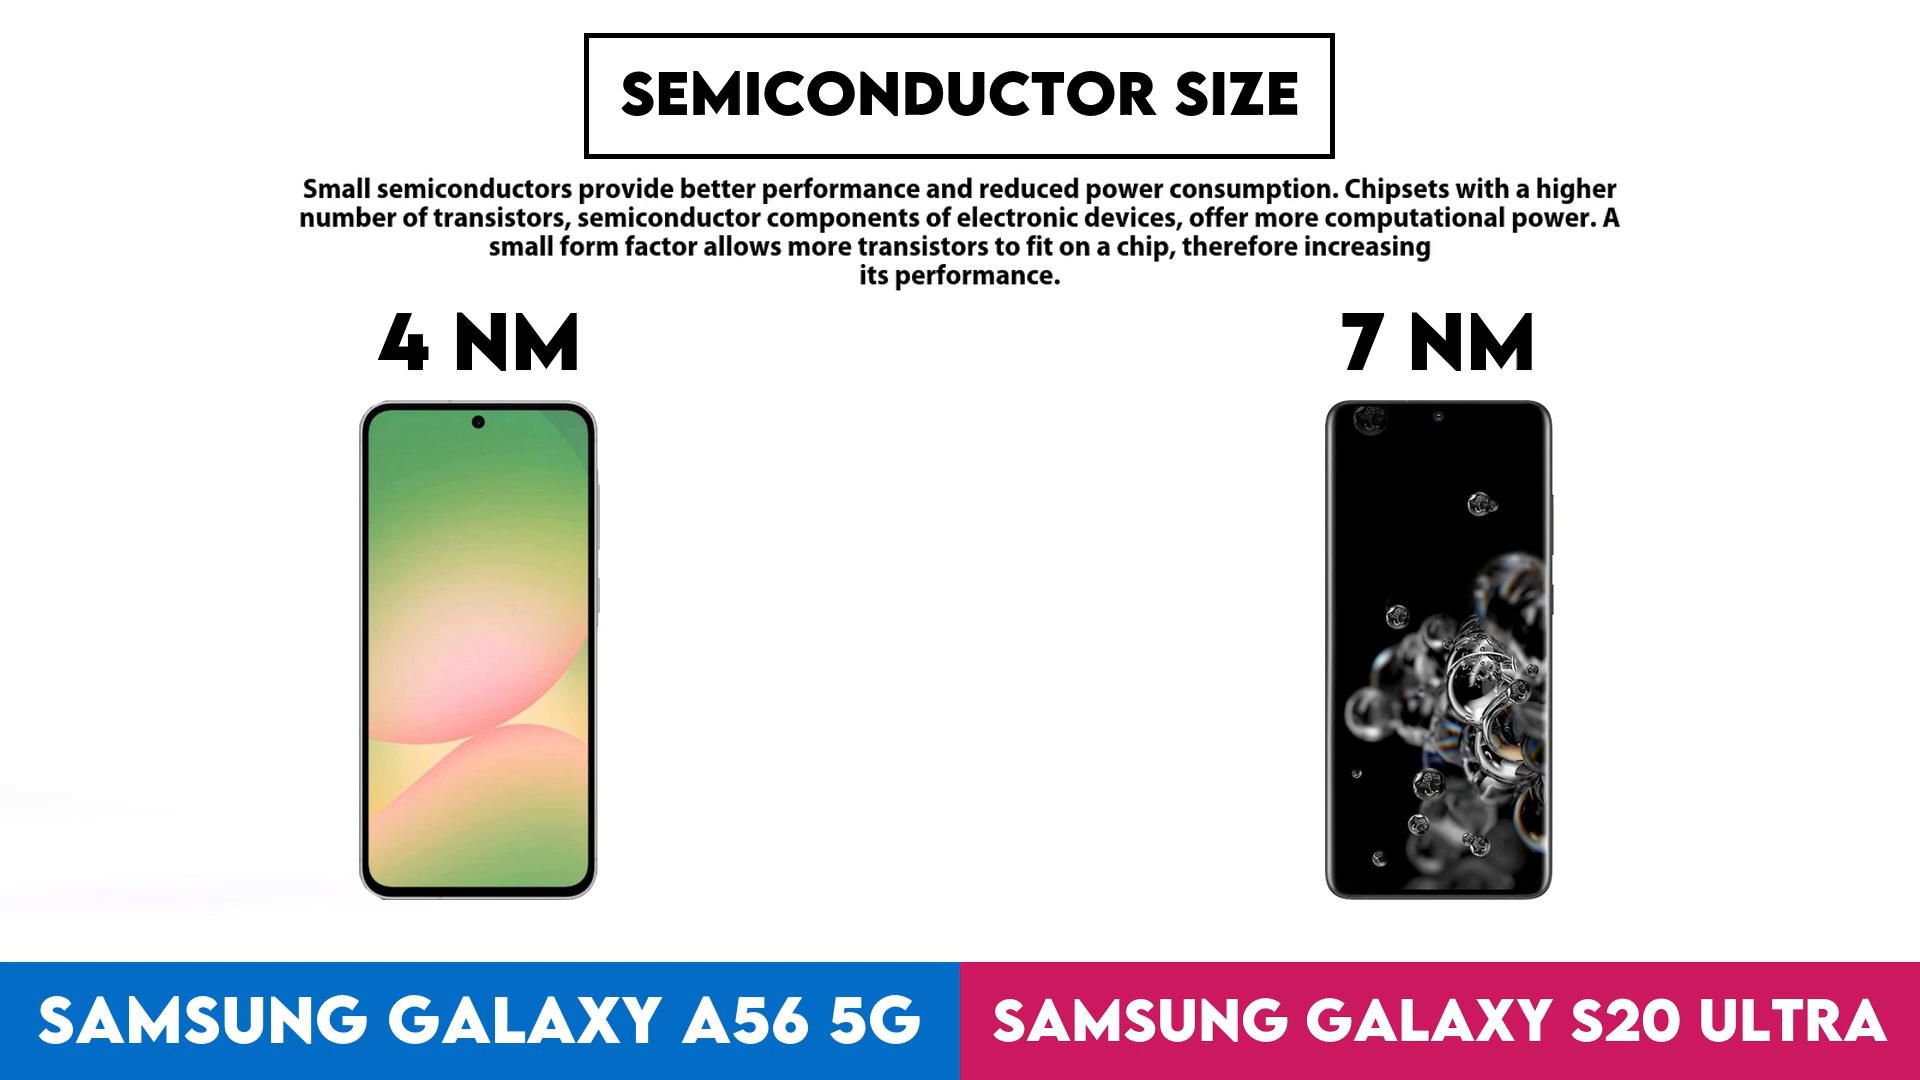 SEMICONDUCTOR SIZE
Small semiconductors provide better performance and reduced power consumption. Chipsets with a higher
number of transistors, semiconductor components of electronic devices, offer more computational power. A
small form factor allows more transistors to fit on a chip, therefore increasing
its performance.
4 NM
7 NM
SAMSUNG GALAXY A56 5G
SAMSUNG GALAXY S20 ULTRA